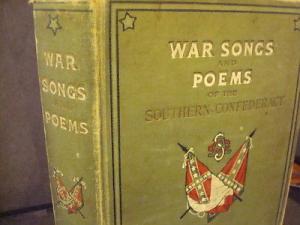 WAR
SONGS
AND
POEMS
WAR SONGS
AND
POEMS
OF THE
SOUTHERN CONFEDERACY